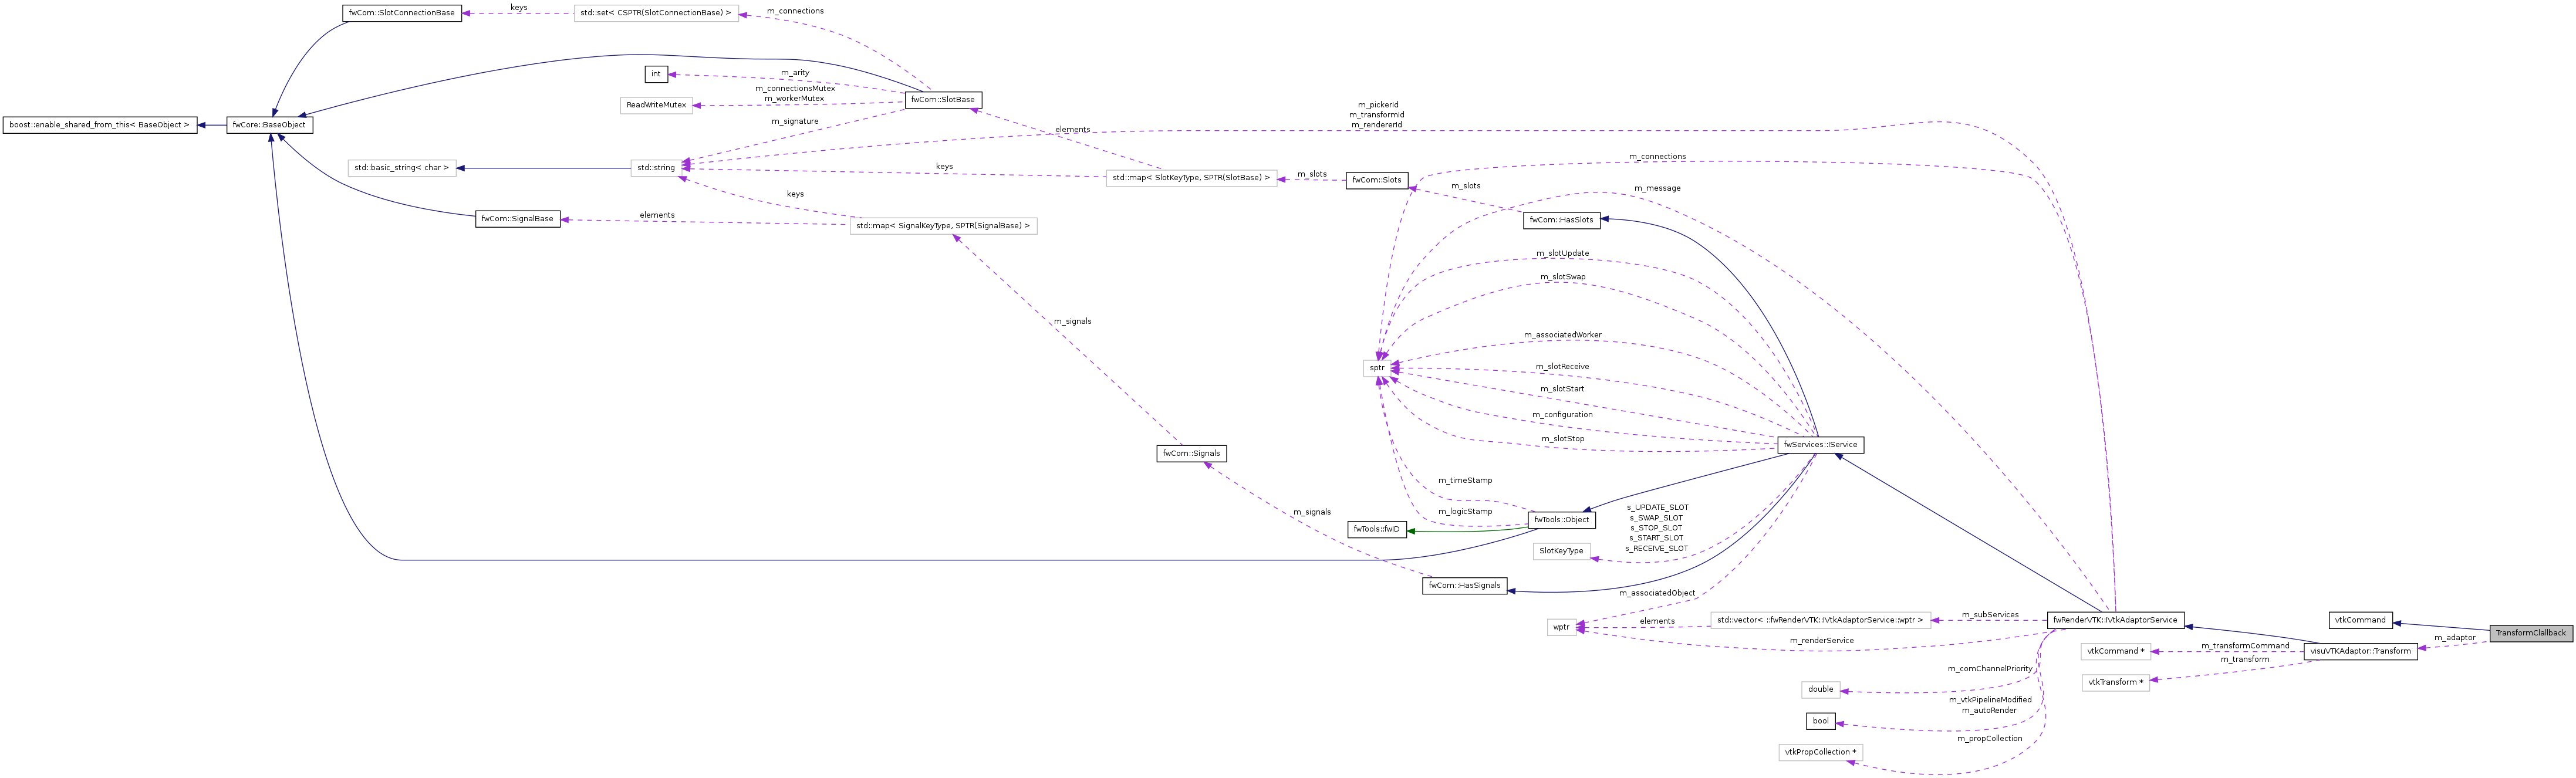 fwCom::SlotConnectionBase
keys
std::set< CSPTR(SlotConnectionBase) >
m_connections
int
m_arity
ReadWriteMutex
m_connectionsMutex
m_workerMutex
fwCom::SlotBase
boost::enable_shared_from_this< BaseObject >
fwCore::BaseObject
m_signature
elements
m_pickerId
m_transformId
m_rendererId
std::basic_string< char >
std::string
keys
std::map< SlotKeyType, SPTR(SlotBase) >
m_slots
fwCom::Slots
m_slots
m_connections
m_message
keys
fwCom::SignalBase
elements
std::map< SignalKeyType, SPTR(SignalBase) >
fwCom::HasSlots
m_slotUpdate
m_slotSwap
m_signals
m_associatedWorker
sptr
m_slotReceive
m_slotStart
m_configuration
m_slotStop
fwServices::IService
fwCom::Signals
m_timeStamp
m_logicStamp
m_signals
fwTools::fwID
fwTools::Object
s_UPDATE_SLOT
s_SWAP_SLOT
s_STOP_SLOT
s_START_SLOT
s_RECEIVE_SLOT
SlotKeyType
fwCom::HasSignals
m_associatedObject
wptr
elements
std::vector< ::fwRenderVTK::IVtkAdaptorService::wptr >
m_subServices
fwRenderVTK::IVtkAdaptorService
vtkCommand
TransformClallback
m_renderService
m_adaptor
vtkCommand *
m_transformCommand
visuVTKAdaptor::Transform
m_transform
vtkTransform *
m_comChannelPriority
double
m_vtkPipelineModified
m_autoRender
bool
m_propCollection
vtkPropCollection *